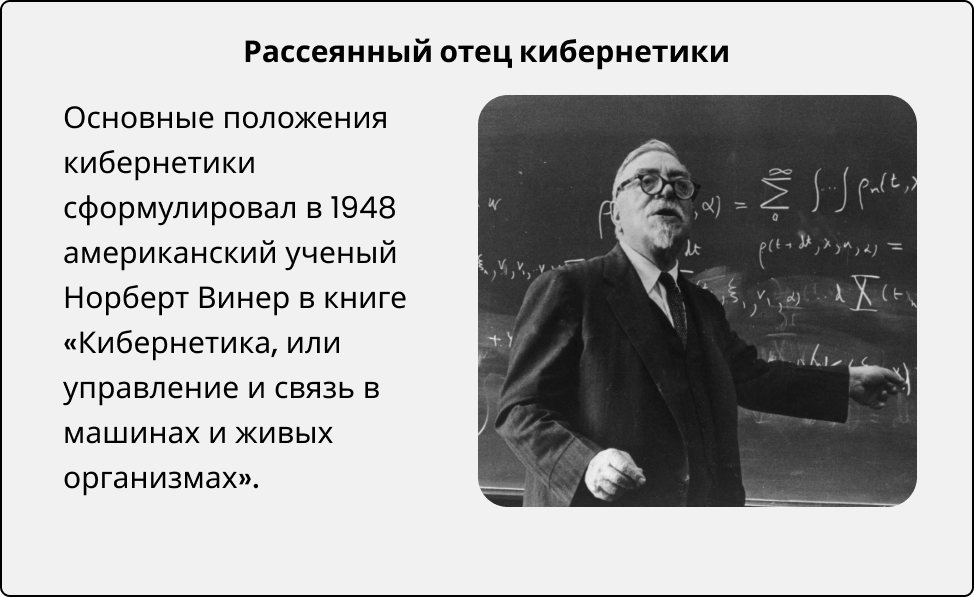 Рассеянный отец кибернетики
Основные положения
кибернетики
сформулировал в 1948
американский ученый
Норберт Винер в книге
«Кибернетика, или
управление и связь в
машинах и живых
организмах».